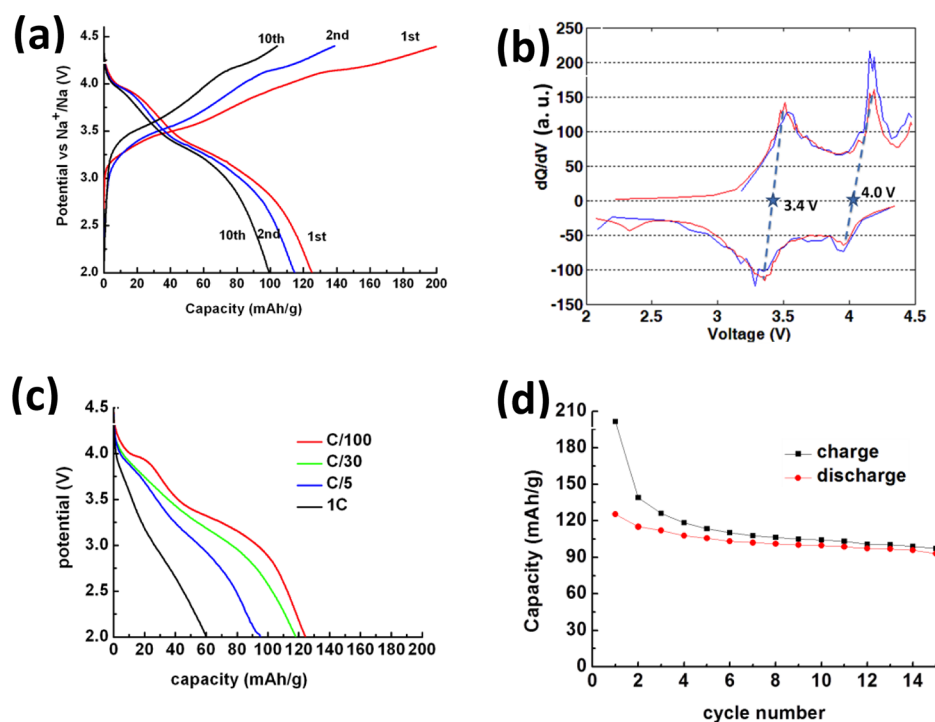 (a)
4.5
4.0
3.5
3.0
2.5
2.0
Potential vs Na⁺/Na (V)
10th
2nd
1st
10th
2nd
1st
0 20 40 60 80 100 120 140 160 180 200
Capacity (mAh/g)
(b)
250
200
150
100
50
0
-50
-100
-150
dQ/dV (a. u.)
3.4 V
4.0 V
2 2.5 3 3.5 4 4.5
Voltage (V)
(c)
4.5
4.0
3.5
3.0
2.5
2.0
potential (V)
C/100
C/30
C/5
1C
0 20 40 60 80 100 120 140 160 180 200
capacity (mAh/g)
(d)
210
180
150
120
90
60
30
0
Capacity (mAh/g)
charge
discharge
0 2 4 6 8 10 12 14
cycle number